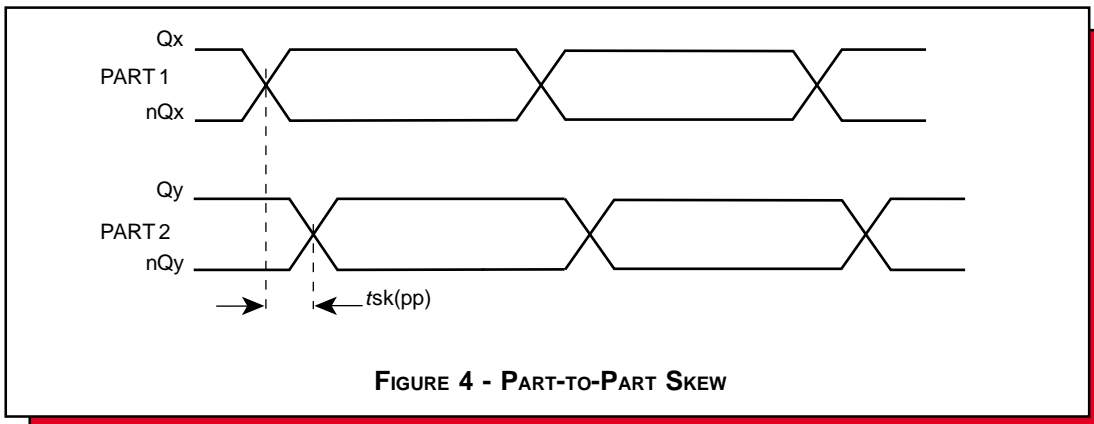 Qx
PART 1
nQx
Qy
PART 2
nQy
tsk(pp)
FIGURE 4 - PART-TO-PART SKEW